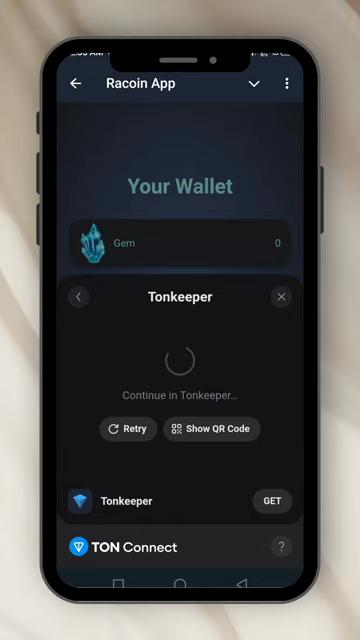 Racoin App
Your Wallet
Gem 0
Tonkeeper
Continue in Tonkeeper...
Retry Show QR Code
Tonkeeper GET
TON Connect ?